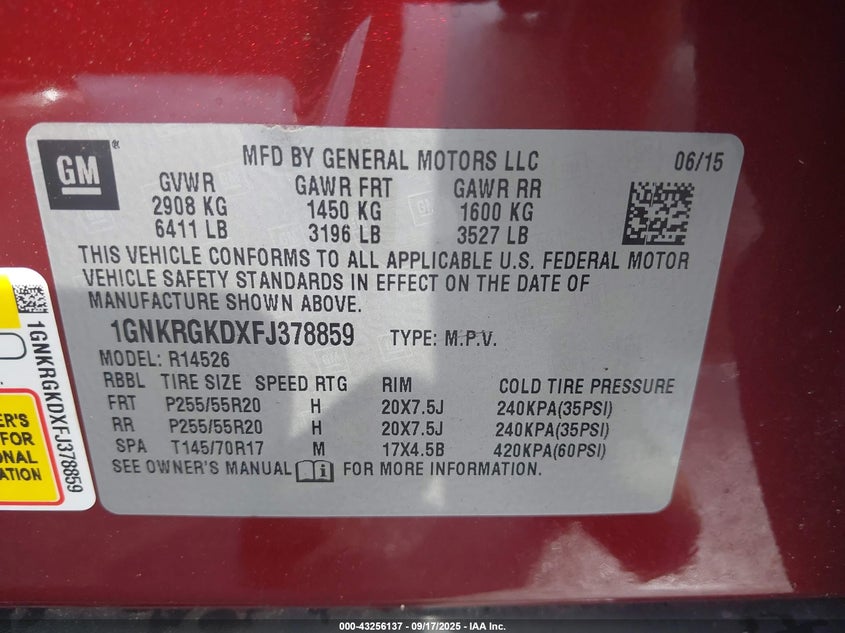 GM
MFD BY GENERAL MOTORS LLC 06/15
GVWR GAWR FRT GAWR RR
2908 KG 1450 KG 1600 KG
6411 LB 3196 LB 3527 LB
THIS VEHICLE CONFORMS TO ALL APPLICABLE U.S. FEDERAL MOTOR
VEHICLE SAFETY STANDARDS IN EFFECT ON THE DATE OF
MANUFACTURE SHOWN ABOVE.
1GNKRGKDXFJ378859 TYPE: M.P.V.
MODEL: R14526
RBBL TIRE SIZE SPEED RTG RIM COLD TIRE PRESSURE
FRT P255/55R20 H 20X7.5J 240KPA(35PSI)
RR P255/55R20 H 20X7.5J 240KPA(35PSI)
SPA T145/70R17 M 17X4.5B 420KPA(60PSI)
SEE OWNER'S MANUAL FOR MORE INFORMATION.
1GNKRGKDXFJ378859
ER'S
FOR
ONAL
ATION
000-43256137 - 09/17/2025 - IAA Inc.